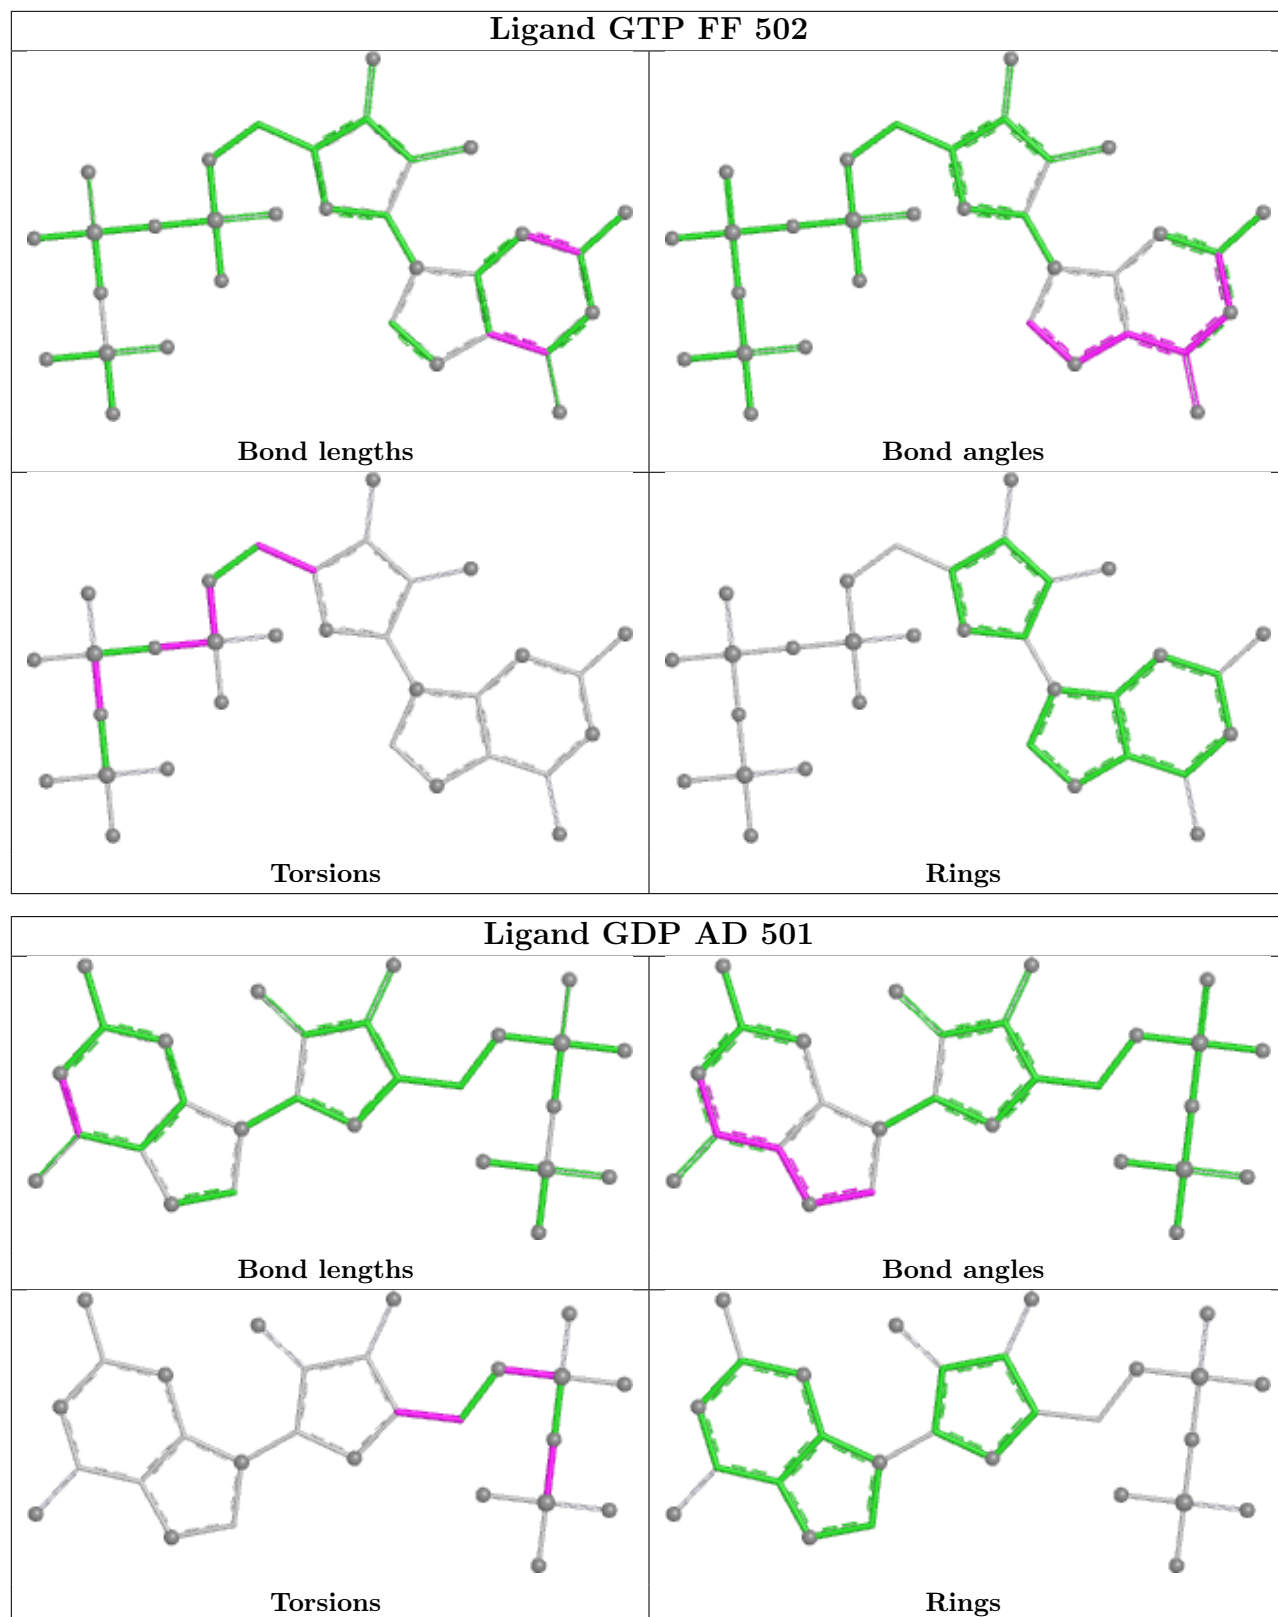 Ligand GTP FF 502
Bond lengths
Bond angles
Torsions
Rings
Ligand GDP AD 501
Bond lengths
Bond angles
Torsions
Rings